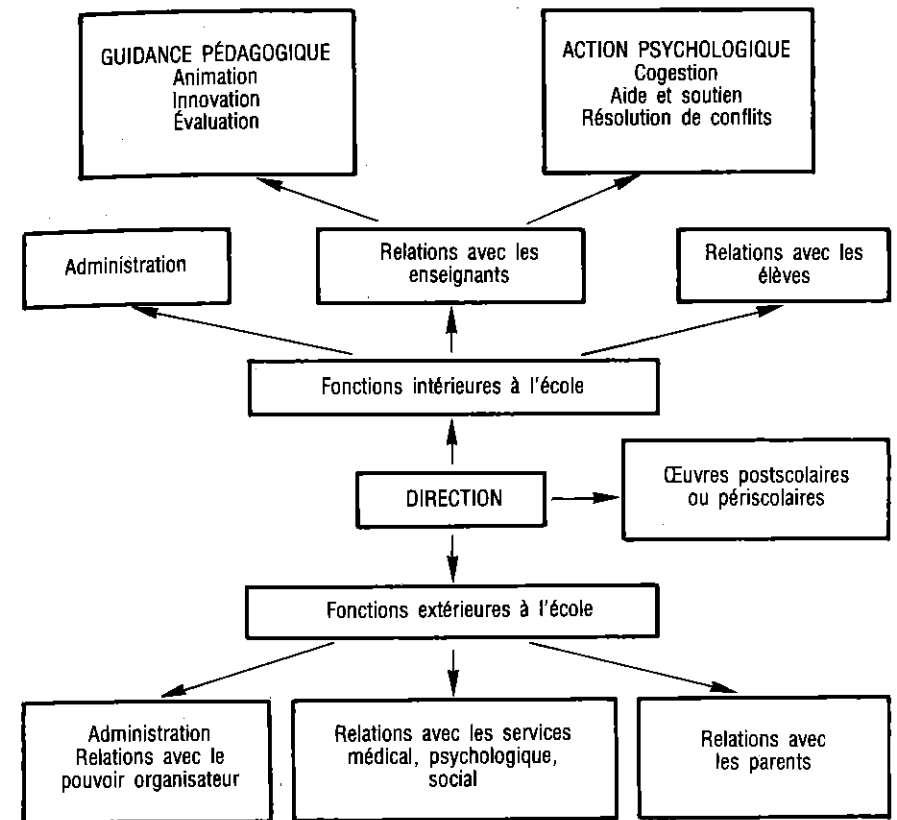 GUIDANCE PÉDAGOGIQUE
Animation
Innovation
Évaluation
ACTION PSYCHOLOGIQUE
Cogestion
Aide et soutien
Résolution de conflits
Administration
Relations avec les
enseignants
Relations avec les
élèves
Fonctions intérieures à l'école
DIRECTION
Œuvres postscolaires
ou périscolaires
Fonctions extérieures à l'école
Administration
Relations avec le
pouvoir organisateur
Relations avec les services
médical, psychologique,
social
Relations avec
les parents